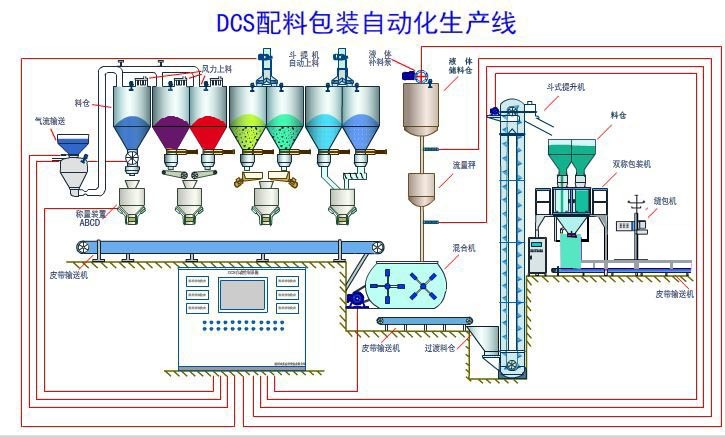 DCS配料包装自动化生产线
斗提机
自动上料
液体
补料泵
液体
储料仓
风力上料
斗式提升机
料仓
料仓
气流输送
流量秤
双称包装机
缝包机
称量装置
ABCD
混合机
皮带输送机
皮带输送机
皮带输送机
过渡料仓